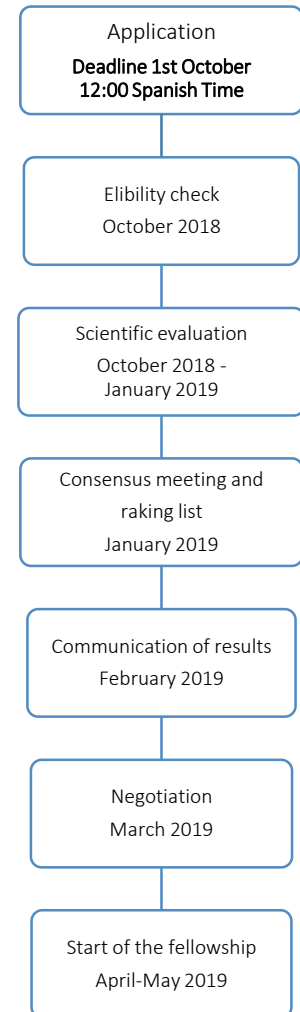 Application
Deadline 1st October
12:00 Spanish Time
Elibility check
October 2018
Scientific evaluation
October 2018 -
January 2019
Consensus meeting and
raking list
January 2019
Communication of results
February 2019
Negotiation
March 2019
Start of the fellowship
April-May 2019